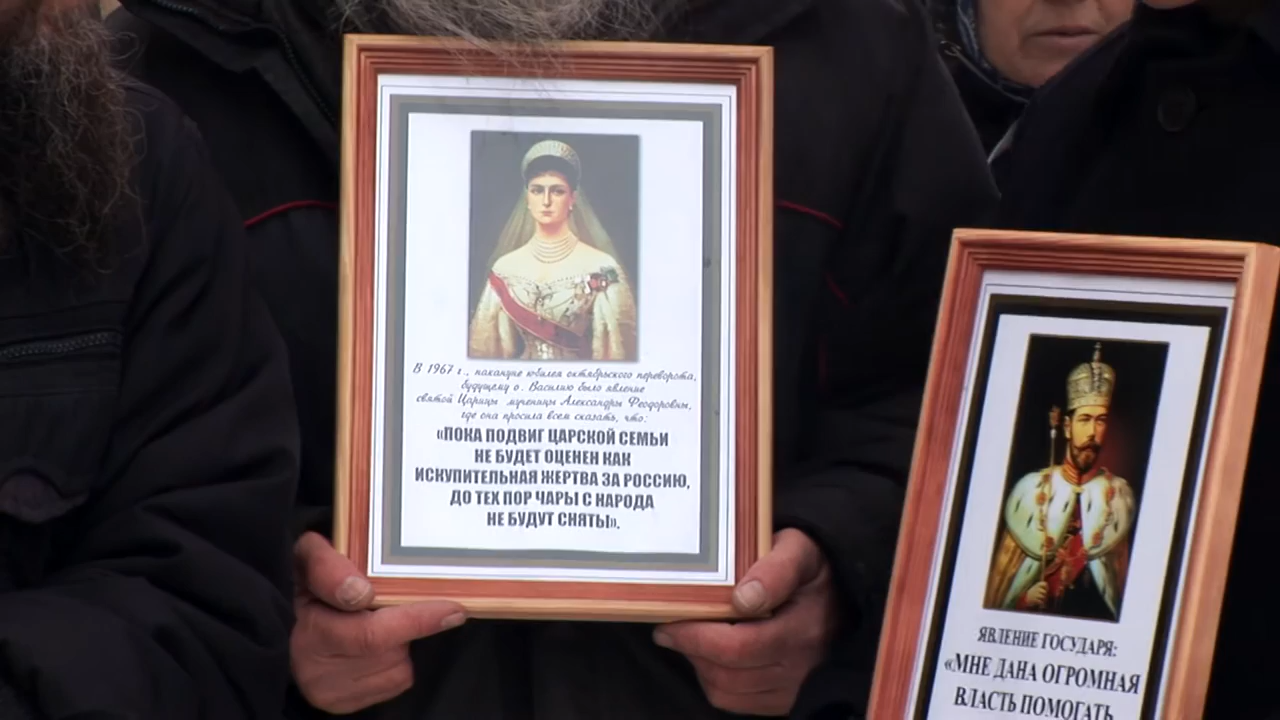 В 1967 г., накануне юбилея октябрьского переворота,
будущему о. Василию было явление
святой Царицы мученицы Александры Феодоровны,
где она просила всем сказать, что:
«ПОКА ПОДВИГ ЦАРСКОЙ СЕМЬИ
НЕ БУДЕТ ОЦЕНЕН КАК
ИСКУПИТЕЛЬНАЯ ЖЕРТВА ЗА РОССИЮ,
ДО ТЕХ ПОР ЧАРЫ С НАРОДА
НЕ БУДУТ СНЯТЫ».
ЯВЛЕНИЕ ГОСУДАРЯ:
«МНЕ ДАНА ОГРОМНАЯ
ВЛАСТЬ ПОМОГАТЬ